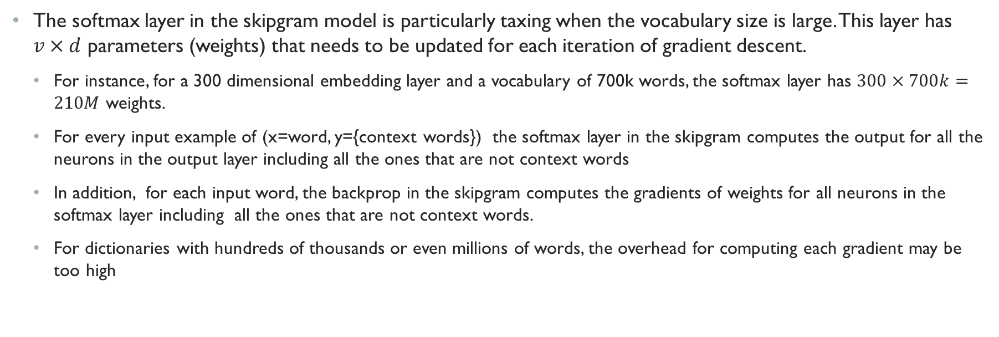 • The softmax layer in the skipgram model is particularly taxing when the vocabulary size is large. This layer has
v × d parameters (weights) that needs to be updated for each iteration of gradient descent.
• For instance, for a 300 dimensional embedding layer and a vocabulary of 700k words, the softmax layer has 300 × 700k =
210M weights.
• For every input example of (x=word, y={context words}) the softmax layer in the skipgram computes the output for all the
neurons in the output layer including all the ones that are not context words
• In addition, for each input word, the backprop in the skipgram computes the gradients of weights for all neurons in the
softmax layer including all the ones that are not context words.
• For dictionaries with hundreds of thousands or even millions of words, the overhead for computing each gradient may be
too high